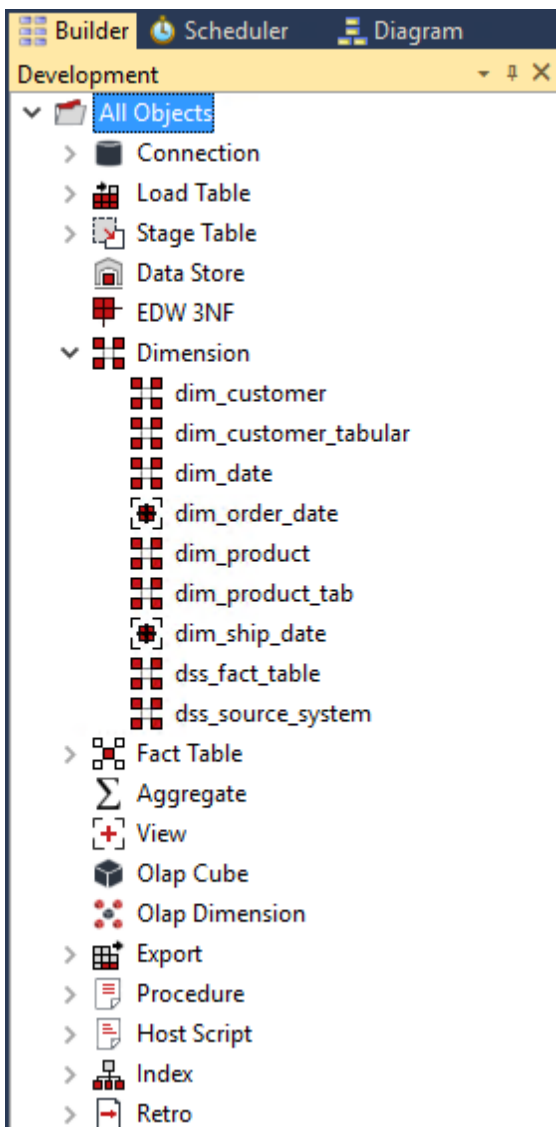 Builder Scheduler Diagram
Development
All Objects
Connection
Load Table
Stage Table
Data Store
EDW 3NF
Dimension
dim_customer
dim_customer_tabular
dim_date
dim_order_date
dim_product
dim_product_tab
dim_ship_date
dss_fact_table
dss_source_system
Fact Table
Aggregate
View
Olap Cube
Olap Dimension
Export
Procedure
Host Script
Index
Retro